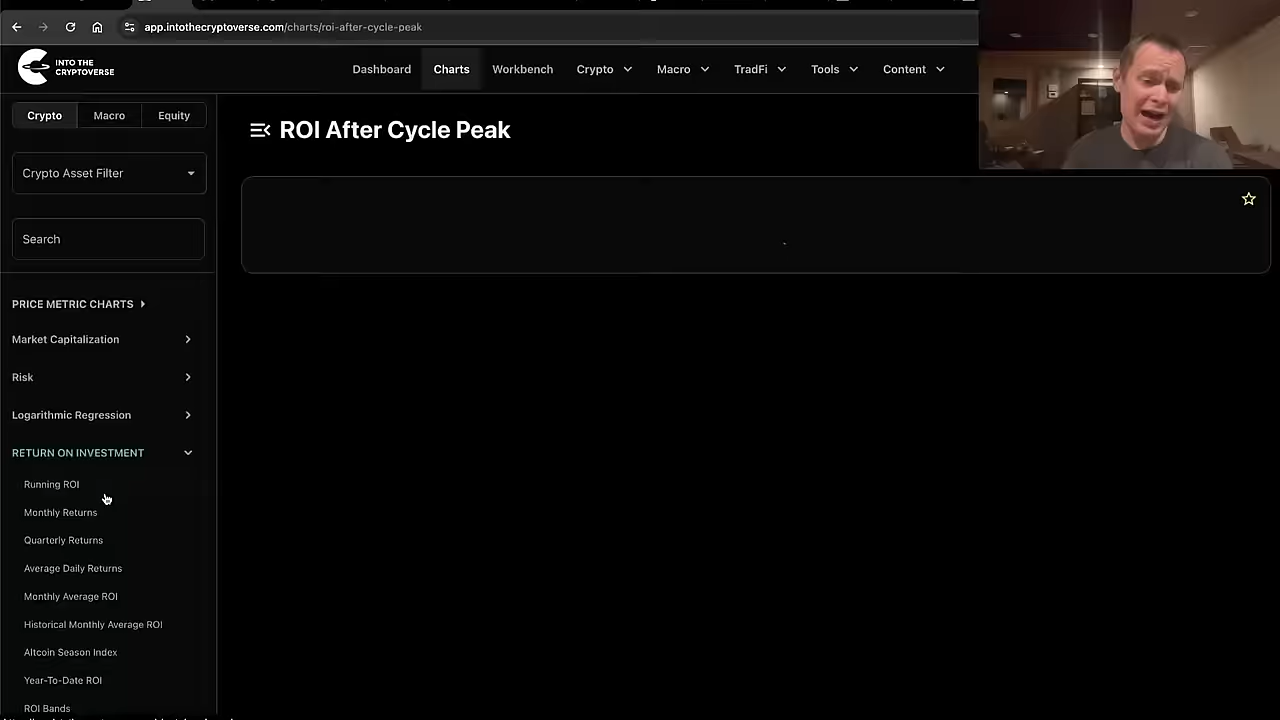 app.intothecryptoverse.com/charts/roi-after-cycle-peak
INTO THE
CRYPTOVERSE
Dashboard
Charts
Workbench
Crypto
Macro
TradFi
Tools
Content
Crypto
Macro
Equity
Crypto Asset Filter
Search
PRICE METRIC CHARTS
Market Capitalization
Risk
Logarithmic Regression
RETURN ON INVESTMENT
Running ROI
Monthly Returns
Quarterly Returns
Average Daily Returns
Monthly Average ROI
Historical Monthly Average ROI
Altcoin Season Index
Year-To-Date ROI
ROI Bands
ROI After Cycle Peak